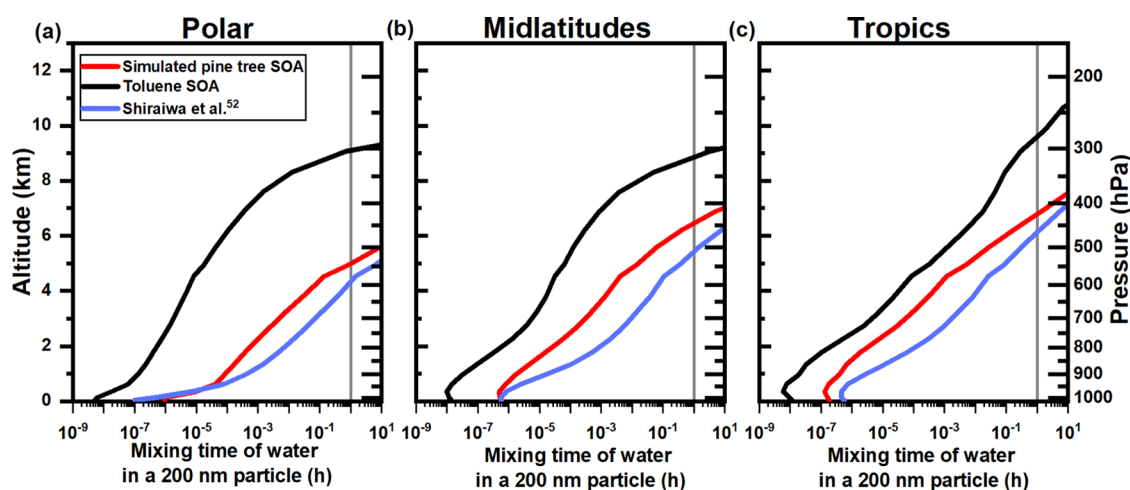 Polar
Midlatitudes
Tropics
(a)
(b)
(c)
Simulated pine tree SOA
Toluene SOA
Shiraiwa et al.52
Altitude (km)
12
10
8
6
4
2
0
Pressure (hPa)
200
300
400
500
600
700
800
900
1000
10-9
10-7
10-5
10-3
10-1
101
10-9
10-7
10-5
10-3
10-1
101
10-9
10-7
10-5
10-3
10-1
101
Mixing time of water
in a 200 nm particle (h)
Mixing time of water
in a 200 nm particle (h)
Mixing time of water
in a 200 nm particle (h)